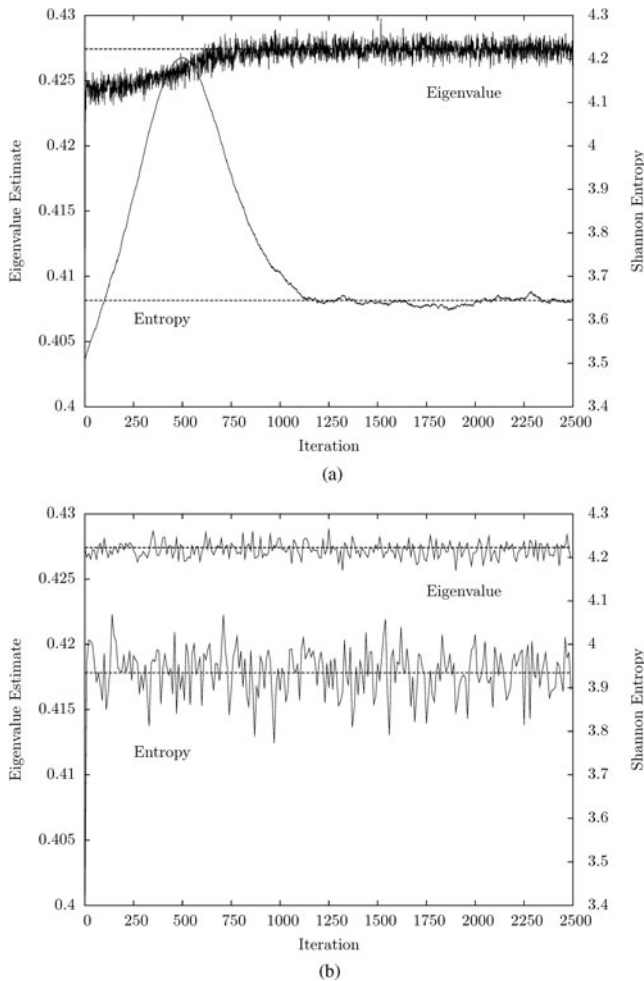 0.43 4.3
0.425 4.2
4.1
Eigenvalue
0.42 4
3.9
0.415 3.8
0.41 3.7
0.405 Entropy 3.6
3.5
0.4 3.4
0 250 500 750 1000 1250 1500 1750 2000 2250 2500
Iteration
Eigenvalue Estimate
Shannon Entropy
(a)
0.43 4.3
0.425 4.2
Eigenvalue 4.1
0.42 4
3.9
0.415 3.8
Entropy
0.41 3.7
3.6
0.405 3.5
0.4 3.4
0 250 500 750 1000 1250 1500 1750 2000 2250 2500
Iteration
Eigenvalue Estimate
Shannon Entropy
(b)